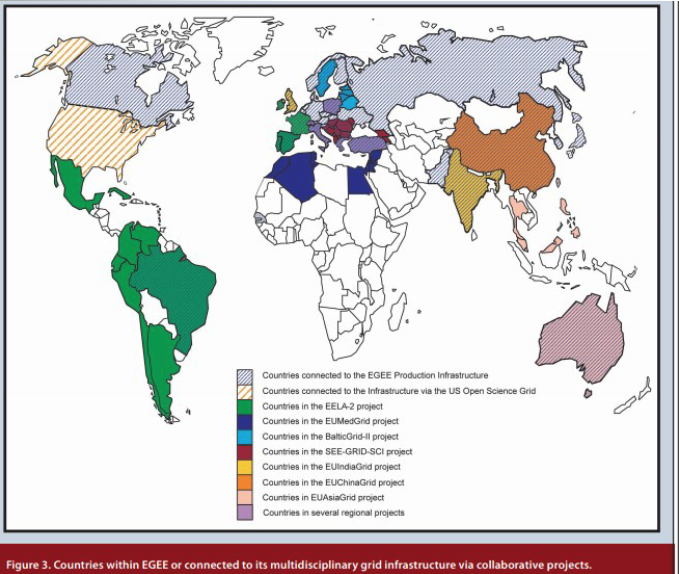 Countries connected to the EGEE Production Infrastructure
Countries connected to the Infrastructure via the US Open Science Grid
Countries in the EELA-2 project
Countries in the EUMedGrid project
Countries in the BalticGrid-II project
Countries in the SEE-GRID-SCI project
Countries in the EUIndiaGrid project
Countries in the EUChinaGrid project
Countries in EUAsiaGrid project
Countries in several regional projects
Figure 3. Countries within EGEE or connected to its multidisciplinary grid infrastructure via collaborative projects.